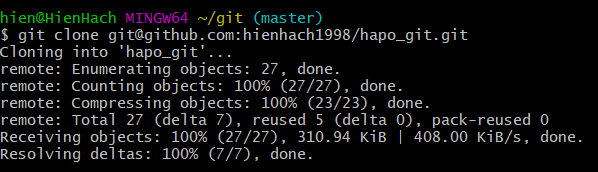 hien@HienHach MINGW64 ~/git (master)
$ git clone git@github.com:hienhach1998/hapo_git.git
Cloning into 'hapo_git'...
remote: Enumerating objects: 27, done.
remote: Counting objects: 100% (27/27), done.
remote: Compressing objects: 100% (23/23), done.
remote: Total 27 (delta 7), reused 5 (delta 0), pack-reused 0
Receiving objects: 100% (27/27), 310.94 KiB | 408.00 KiB/s, done.
Resolving deltas: 100% (7/7), done.